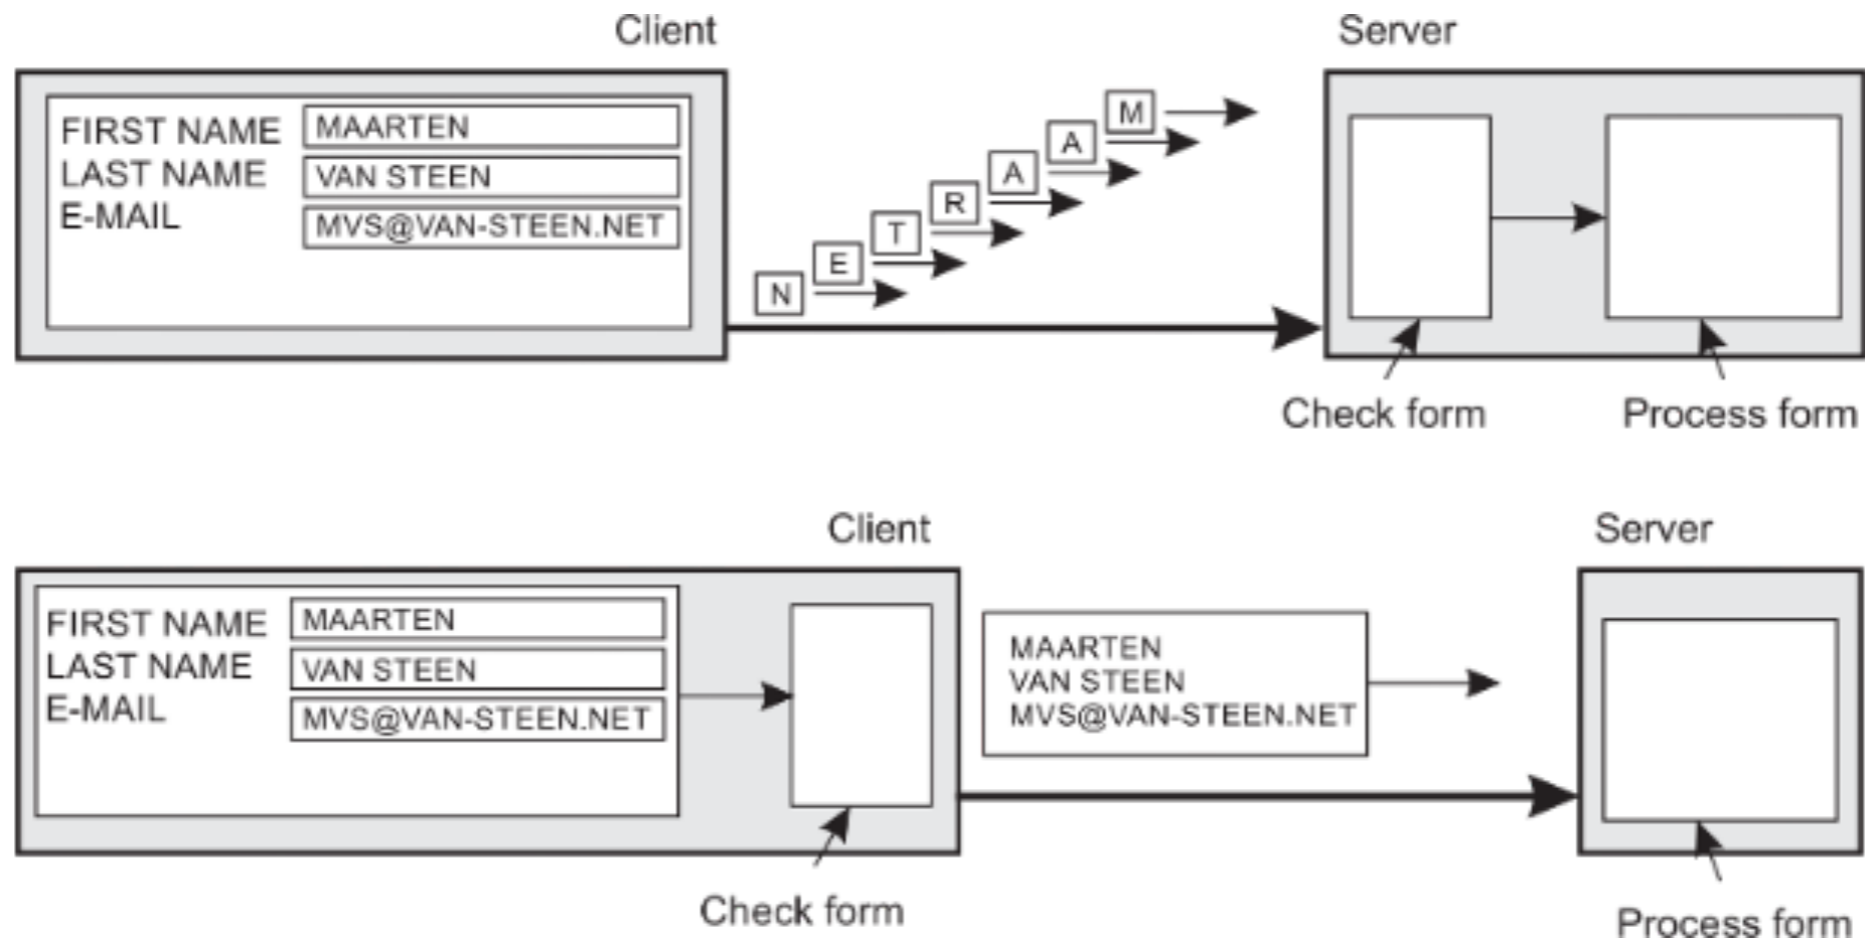 Client
Server
FIRST NAME MAARTEN
LAST NAME VAN STEEN
E-MAIL MVS@VAN-STEEN.NET
N E T R A A M
Check form
Process form
Client
Server
FIRST NAME MAARTEN
LAST NAME VAN STEEN
E-MAIL MVS@VAN-STEEN.NET
MAARTEN
VAN STEEN
MVS@VAN-STEEN.NET
Check form
Process form